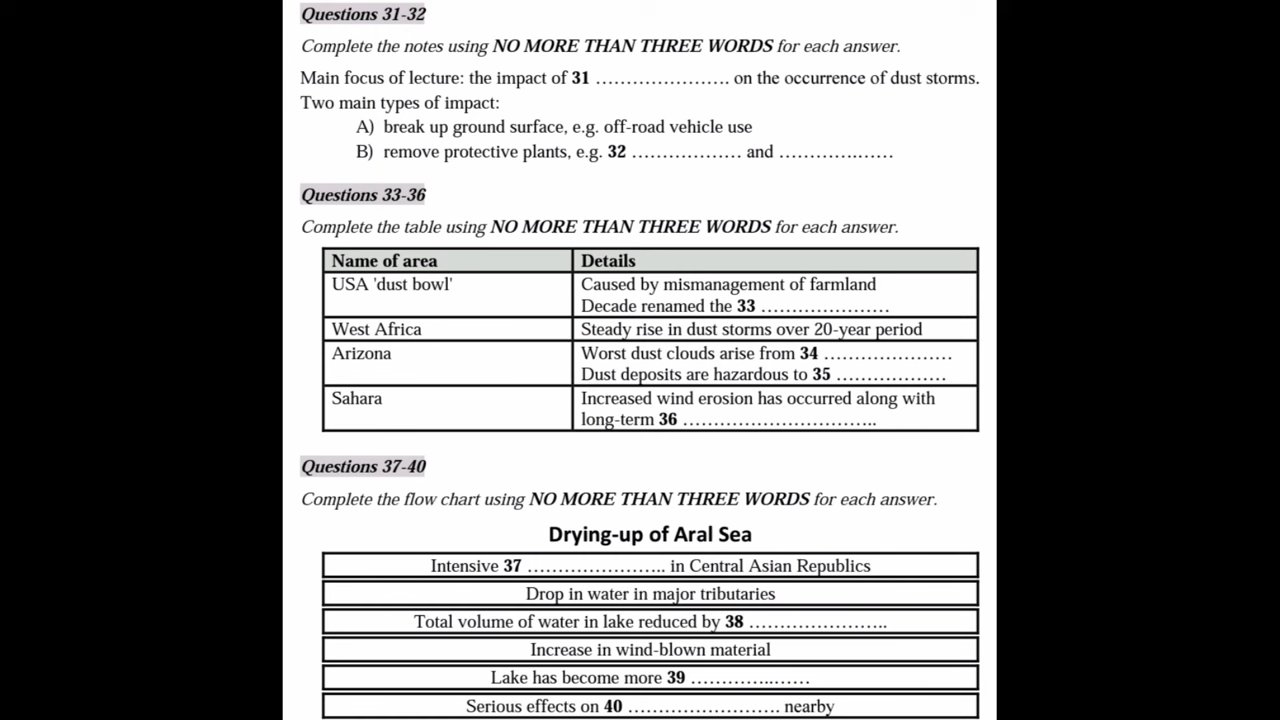 Questions 31-32
Complete the notes using NO MORE THAN THREE WORDS for each answer.
Main focus of lecture: the impact of 31 …………………. on the occurrence of dust storms.
Two main types of impact:
A) break up ground surface, e.g. off-road vehicle use
B) remove protective plants, e.g. 32 ……………… and …………..……
Questions 33-36
Complete the table using NO MORE THAN THREE WORDS for each answer.
Name of area Details
USA 'dust bowl' Caused by mismanagement of farmland
Decade renamed the 33 …………………
West Africa Steady rise in dust storms over 20-year period
Arizona Worst dust clouds arise from 34 …………………
Dust deposits are hazardous to 35 ………………
Sahara Increased wind erosion has occurred along with
long-term 36 …………………………..
Questions 37-40
Complete the flow chart using NO MORE THAN THREE WORDS for each answer.
Drying-up of Aral Sea
Intensive 37 ………………….. in Central Asian Republics
Drop in water in major tributaries
Total volume of water in lake reduced by 38 …………………..
Increase in wind-blown material
Lake has become more 39 …………..……
Serious effects on 40 ……………………. nearby